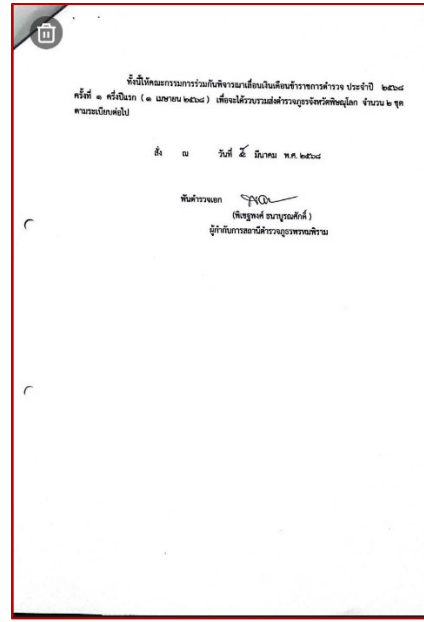 ทั้งนี้ให้คณะกรรมการร่วมกันพิจารณาเลื่อนเงินเดือนข้าราชการตำรวจ ประจำปี ๒๕๖๘
ครั้งที่ ๑ ครึ่งปีแรก ( ๑ เมษายน ๒๕๖๘ ) เพื่อจะได้รวบรวมส่งตำรวจภูธรจังหวัดพิษณุโลก จำนวน ๒ ชุด
ตามระเบียบต่อไป
สั่ง ณ วันที่ ๕ มีนาคม พ.ศ. ๒๕๖๘
พันตำรวจเอก
(พิเชฐพงศ์ ธนาบูรณศักดิ์ )
ผู้กำกับการสถานีตำรวจภูธรพรหมพิราม